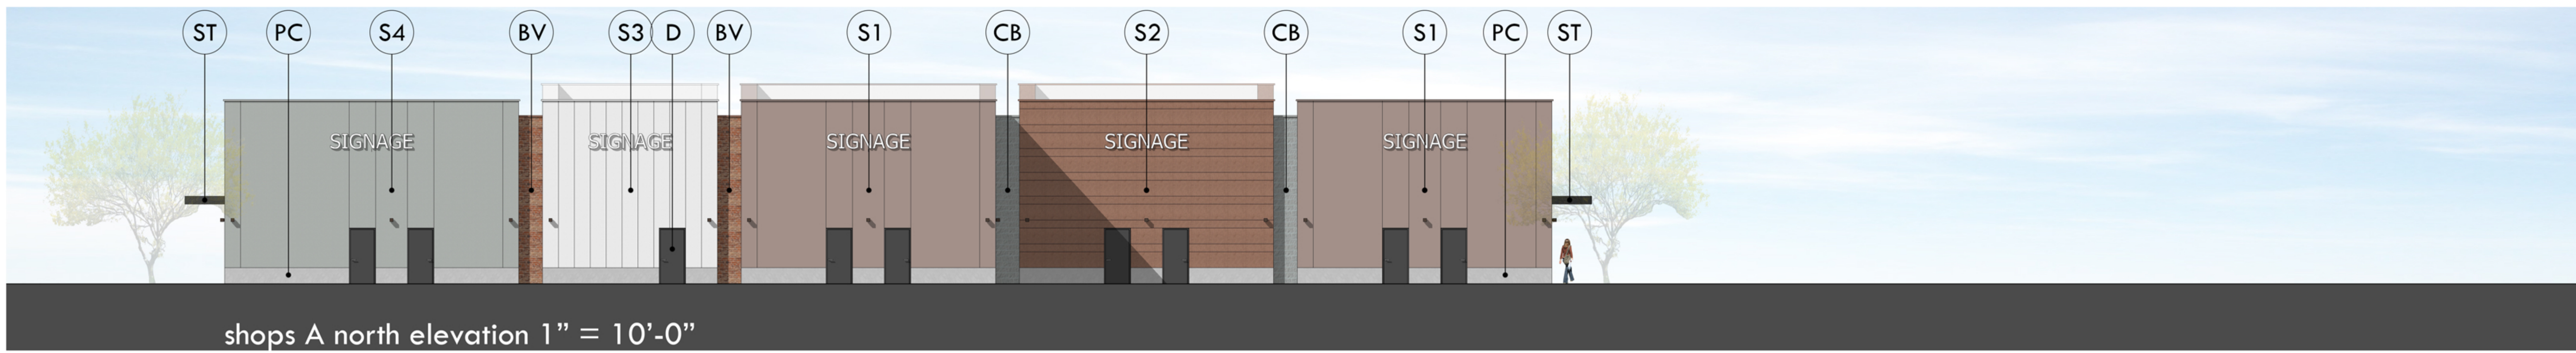 ST PC S4 BV S3 D BV S1 CB S2 CB S1 PC ST
SIGNAGE SIGNAGE SIGNAGE SIGNAGE SIGNAGE
shops A north elevation 1” = 10’-0”